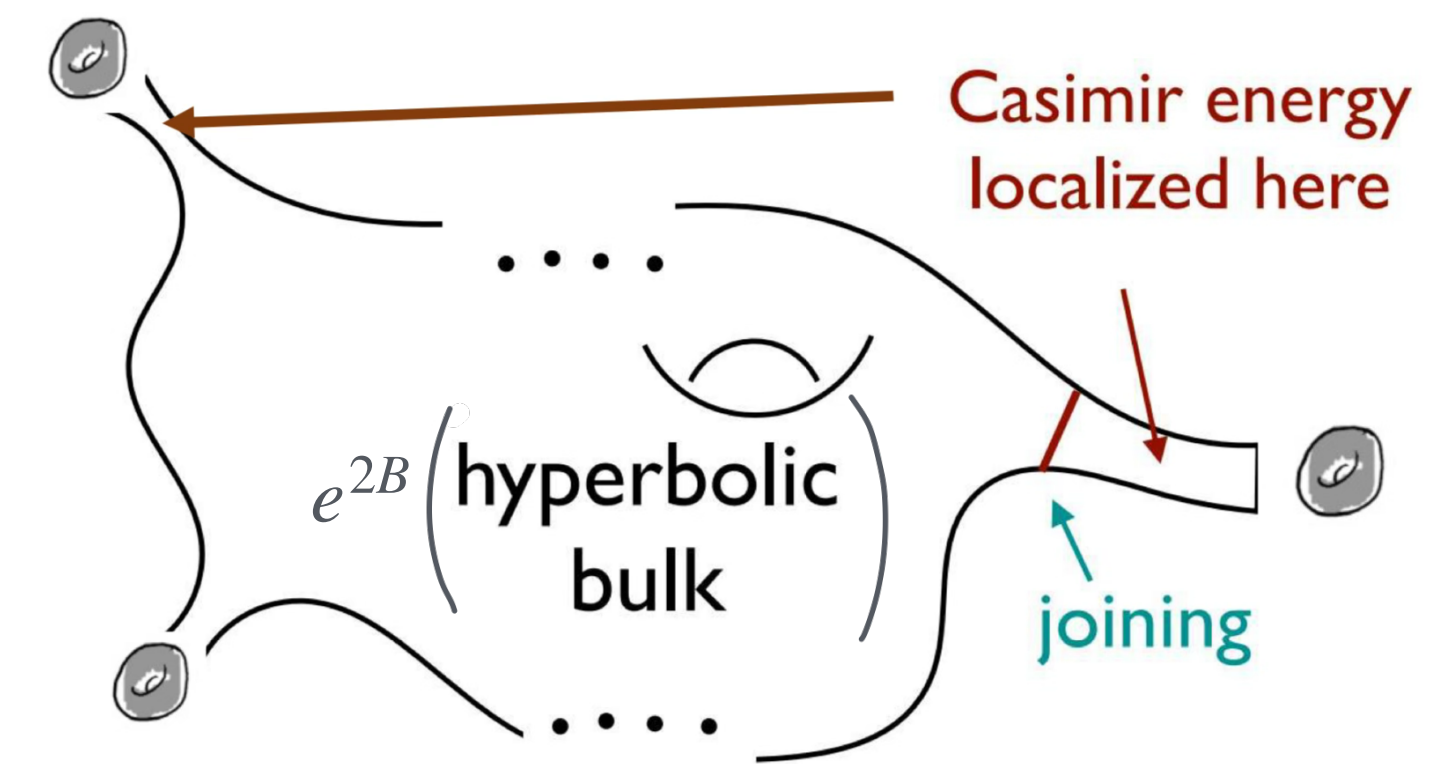 Casimir energy
localized here
e^{2B} ( hyperbolic
bulk )
joining